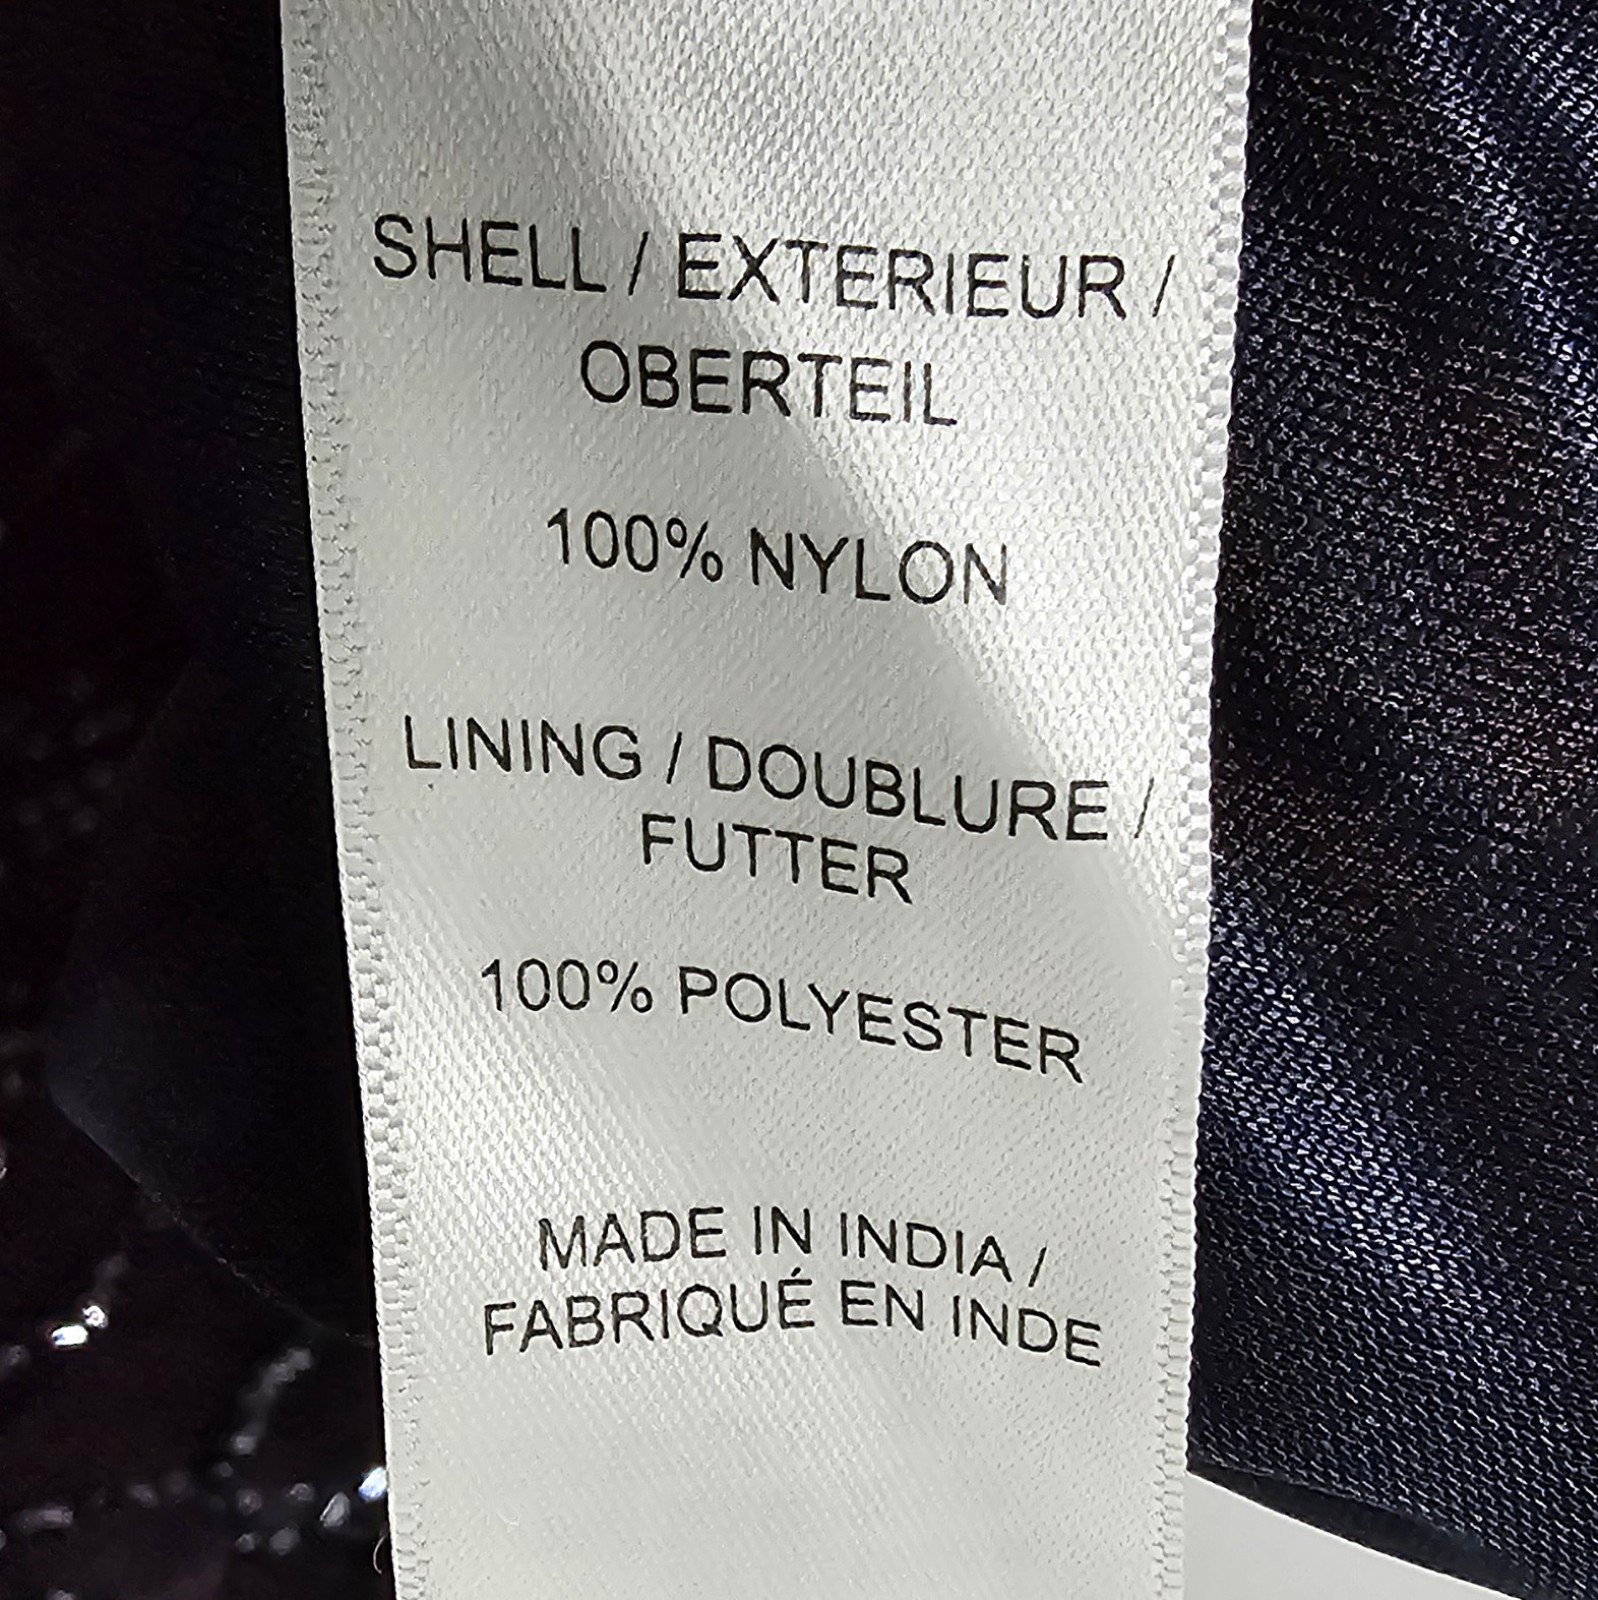 SHELL / EXTERIEUR /
OBERTEIL
100% NYLON
LINING / DOUBLURE /
FUTTER
100% POLYESTER
MADE IN INDIA /
FABRIQUÉ EN INDE